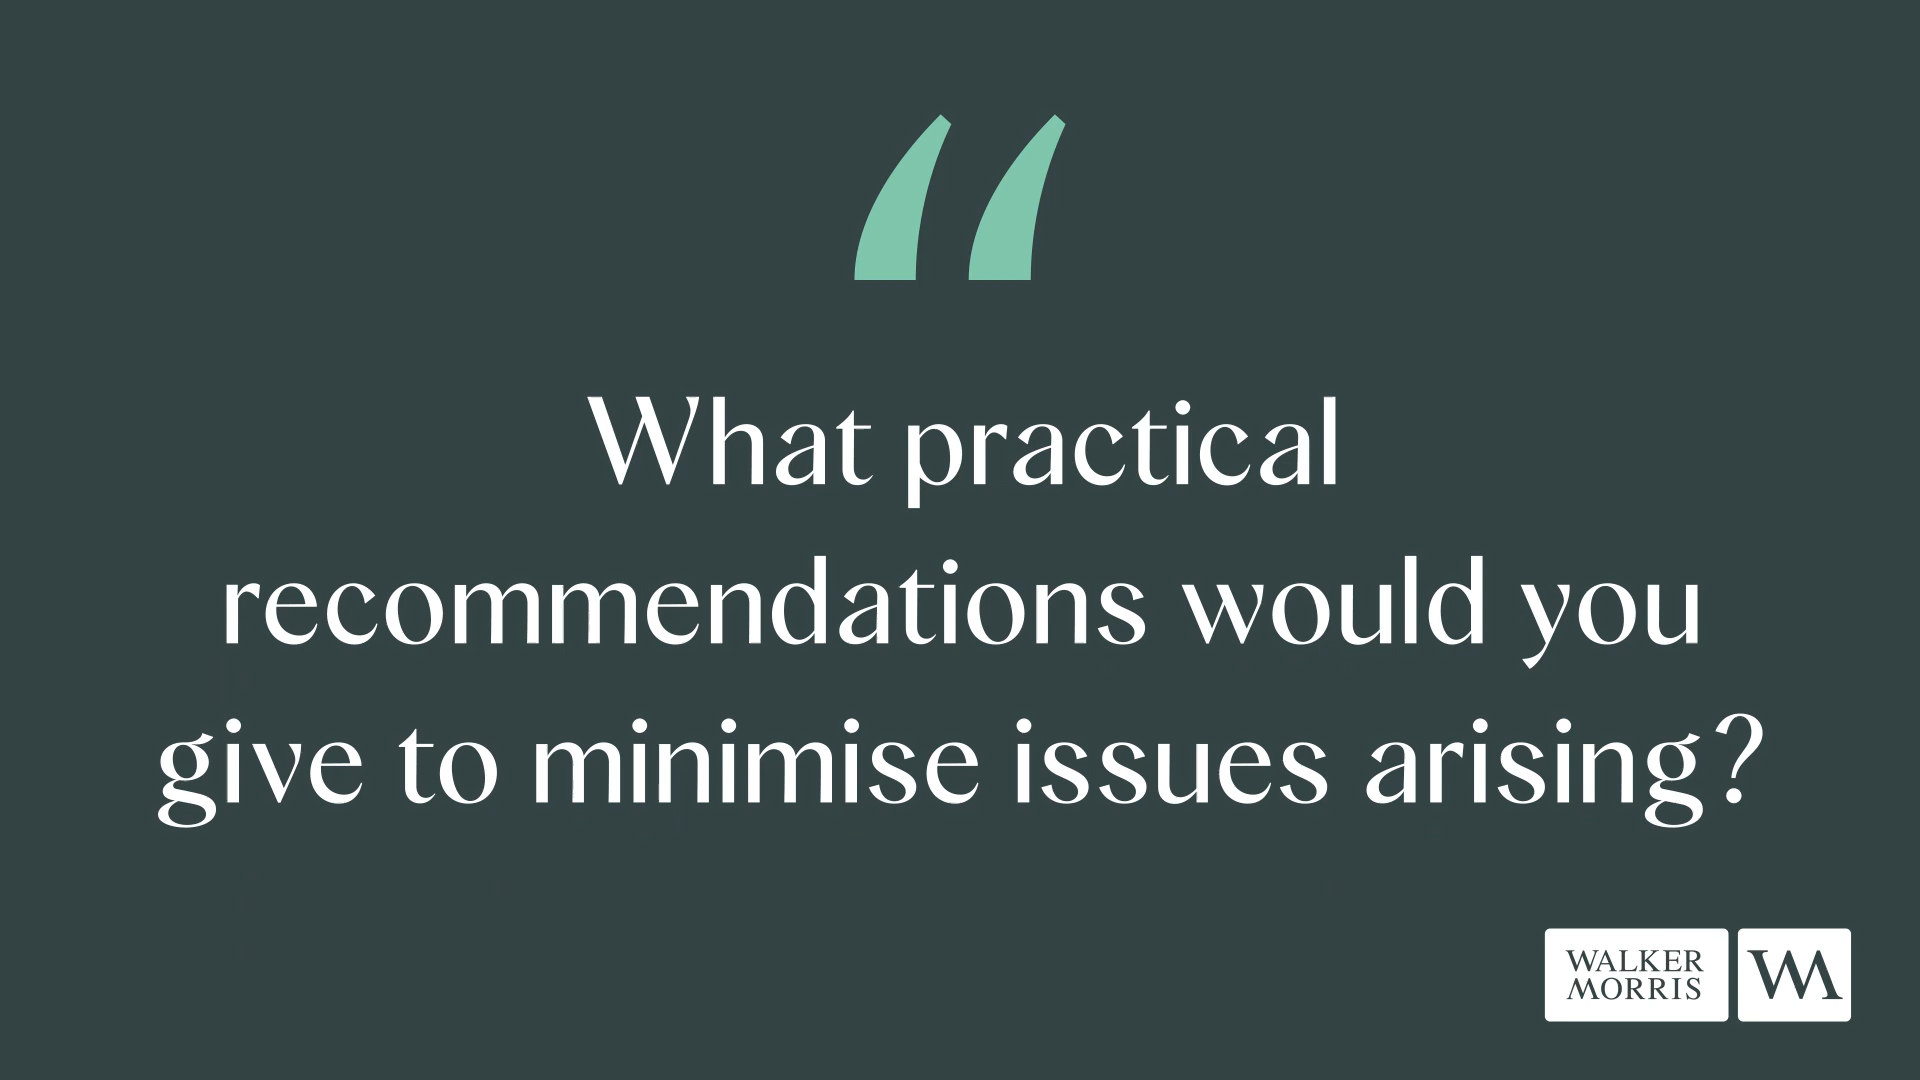 “
What practical
recommendations would you
give to minimise issues arising?
WALKER
MORRIS
WM